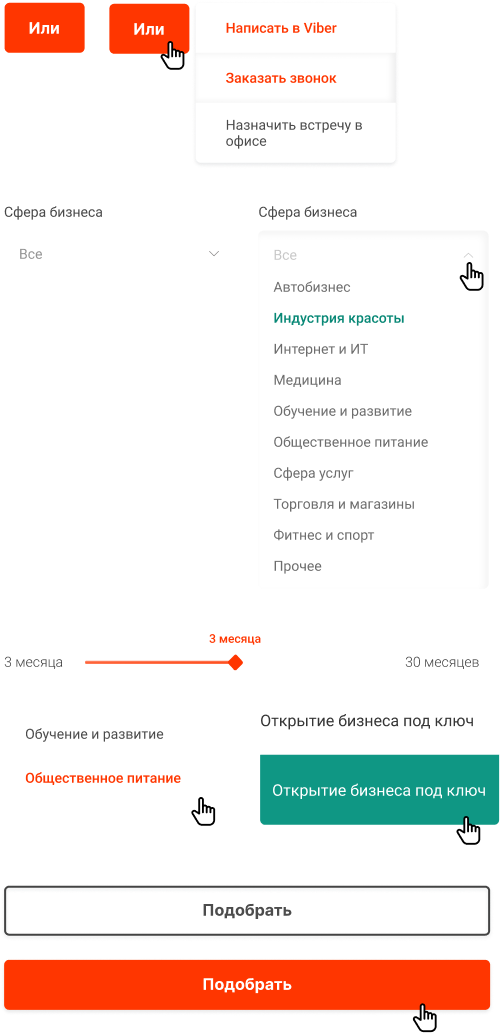 Или
Или
Написать в Viber
Заказать звонок
Назначить встречу в
офисе
Сфера бизнеса
Все
Сфера бизнеса
Все
Автобизнес
Индустрия красоты
Интернет и ИТ
Медицина
Обучение и развитие
Общественное питание
Сфера услуг
Торговля и магазины
Фитнес и спорт
Прочее
3 месяца
3 месяца
30 месяцев
Обучение и развитие
Общественное питание
Открытие бизнеса под ключ
Открытие бизнеса под ключ
Подобрать
Подобрать